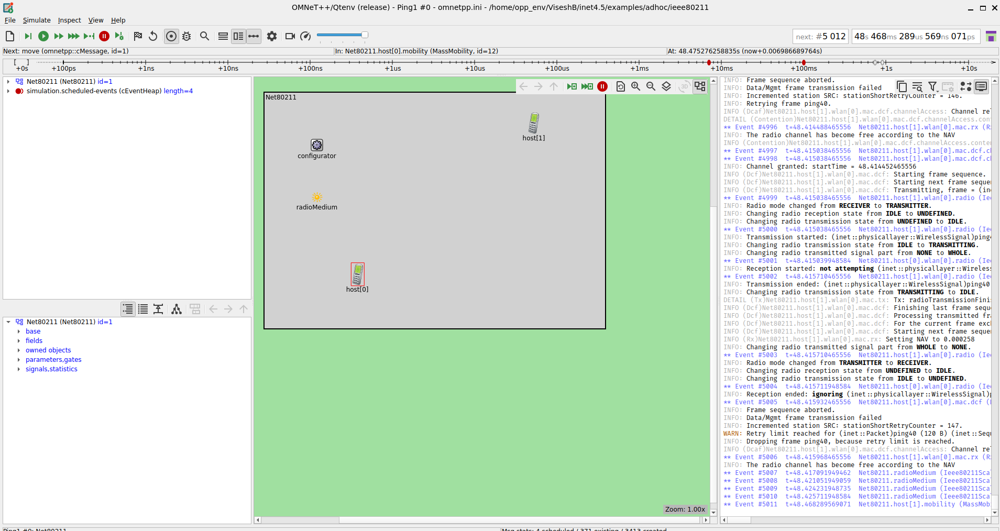 OMNeT++/Qtenv (release) - Ping1 #0 - omnetpp.ini - /home/opp_env/ViseshB/inet4.5/examples/adhoc/ieee80211
File Simulate Inspect View Help
next: #5 012
48s 468ms 289us 569ns 071ps
Next: move (omnetpp::cMessage, id=1)
In: Net80211.host[0].mobility (MassMobility, id=12)
At: 48.475276258835s (now+0.006986689764s)
+0s +100ps +1ns +10ns +100ns +1us +10us +100us +1ms +10ms +100ms +1s +10s
Net80211 (Net80211) id=1
simulation.scheduled-events (cEventHeap) length=4
Net80211 (Net80211) id=1
base
fields
owned objects
parameters,gates
signals,statistics
3D
Net80211
host[1]
configurator
radioMedium
host[0]
Zoom: 1.00x
INFO: Frame sequence aborted.
INFO: Data/Mgmt frame transmission failed
INFO: Incremented station SRC: stationShortRetryCounter = 146.
INFO: Retrying frame ping40.
INFO (Dcaf)Net80211.host[1].wlan[0].mac.dcf.channelAccess: Channel re
DETAIL (Contention)Net80211.host[1].wlan[0].mac.dcf.channelAccess.con
** Event #4996 t=48.414488465556 Net80211.host[1].wlan[0].mac.rx (R
INFO: The radio channel has become free according to the NAV
INFO (Contention)Net80211.host[1].wlan[0].mac.dcf.channelAccess.conte
** Event #4997 t=48.415038465556 Net80211.host[1].wlan[0].mac.dcf.c
** Event #4998 t=48.415038465556 Net80211.host[1].wlan[0].mac.dcf.c
INFO: Channel granted: startTime = 48.414452465556
INFO (Dcf)Net80211.host[1].wlan[0].mac.dcf: Starting frame sequence.
INFO (Dcf)Net80211.host[1].wlan[0].mac.dcf: Starting next frame seque
INFO (Dcf)Net80211.host[1].wlan[0].mac.dcf: Transmitting, frame = (in
** Event #4999 t=48.415038465556 Net80211.host[1].wlan[0].radio (Ie
INFO: Radio mode changed from RECEIVER to TRANSMITTER.
INFO: Changing radio reception state from IDLE to UNDEFINED.
INFO: Changing radio transmission state from UNDEFINED to IDLE.
** Event #5000 t=48.415038465556 Net80211.host[1].wlan[0].radio (Ie
INFO: Transmission started: (inet::physicallayer::WirelessSignal)ping4
INFO: Changing radio transmission state from IDLE to TRANSMITTING.
INFO: Changing radio transmitted signal part from NONE to WHOLE.
** Event #5001 t=48.415039948584 Net80211.host[0].wlan[0].radio (Ie
INFO: Reception started: not attempting (inet::physicallayer::Wireless
** Event #5002 t=48.415710465556 Net80211.host[1].wlan[0].radio (Ie
INFO: Transmission ended: (inet::physicallayer::WirelessSignal)ping40
INFO: Changing radio transmission state from TRANSMITTING to IDLE.
DETAIL (Tx)Net80211.host[1].wlan[0].mac.tx: Tx: radioTransmissionFini
INFO (Dcf)Net80211.host[1].wlan[0].mac.dcf: Finishing last frame sequ
INFO (Dcf)Net80211.host[1].wlan[0].mac.dcf: Processing transmitted fr
INFO (Dcf)Net80211.host[1].wlan[0].mac.dcf: For the current frame exc
INFO (Dcf)Net80211.host[1].wlan[0].mac.dcf: Starting next frame seque
INFO (Rx)Net80211.host[1].wlan[0].mac.rx: Setting NAV to 0.000258
INFO: Changing radio transmitted signal part from WHOLE to NONE.
** Event #5003 t=48.415710465556 Net80211.host[1].wlan[0].radio (Ie
INFO: Radio mode changed from TRANSMITTER to RECEIVER.
INFO: Changing radio reception state from UNDEFINED to IDLE.
INFO: Changing radio transmission state from IDLE to UNDEFINED.
** Event #5004 t=48.415711948584 Net80211.host[0].wlan[0].radio (Ie
INFO: Reception ended: ignoring (inet::physicallayer::WirelessSignal)p
** Event #5005 t=48.415932465556 Net80211.host[1].wlan[0].mac.dcf (
INFO: Frame sequence aborted.
INFO: Data/Mgmt frame transmission failed
INFO: Incremented station SRC: stationShortRetryCounter = 147.
WARN: Retry limit reached for (inet::Packet)ping40 (120 B) (inet::Seq
INFO: Dropping frame ping40, because retry limit is reached.
INFO (Dcaf)Net80211.host[1].wlan[0].mac.dcf.channelAccess: Channel re
** Event #5006 t=48.415968465556 Net80211.host[1].wlan[0].mac.rx (R
INFO: The radio channel has become free according to the NAV
** Event #5007 t=48.417091949462 Net80211.radioMedium (Ieee80211Sca
** Event #5008 t=48.421051949059 Net80211.radioMedium (Ieee80211Sca
** Event #5009 t=48.424231948735 Net80211.radioMedium (Ieee80211Sca
** Event #5010 t=48.425711948584 Net80211.radioMedium (Ieee80211Sca
** Event #5011 t=48.468289569071 Net80211.host[1].mobility (MassMob
Ping1 #0: Net80211
Msg stats: 4 scheduled / 371 existing / 3413 created